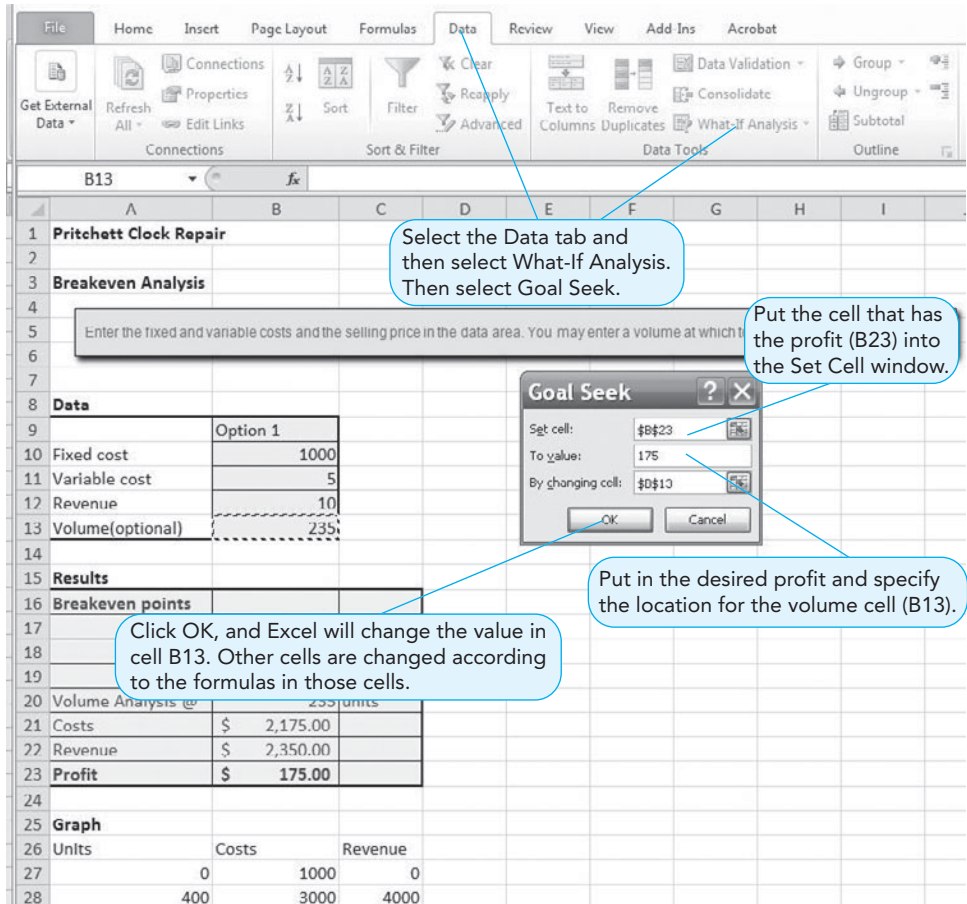 File Home Insert Page Layout Formulas Data Review View Add-Ins Acrobat
Get External Data
Refresh All
Connections
Properties
Edit Links
Connections
Sort
Filter
Clear
Reapply
Advanced
Sort & Filter
Text to Columns
Remove Duplicates
Data Validation
Consolidate
What-If Analysis
Data Tools
Group
Ungroup
Subtotal
Outline
B13 fx
A B C D E F G H I
1 Pritchett Clock Repair
2
3 Breakeven Analysis
4
5 Enter the fixed and variable costs and the selling price in the data area. You may enter a volume at which
6
7
8 Data
9 Option 1
10 Fixed cost 1000
11 Variable cost 5
12 Revenue 10
13 Volume(optional) 235
14
15 Results
16 Breakeven points
17
18
19
20 Volume Analysis @ 235 units
21 Costs $ 2,175.00
22 Revenue $ 2,350.00
23 Profit $ 175.00
24
25 Graph
26 Units Costs Revenue
27 0 1000 0
28 400 3000 4000
Select the Data tab and
then select What-If Analysis.
Then select Goal Seek.
Put the cell that has
the profit (B23) into
the Set Cell window.
Goal Seek ? X
Set cell: $B$23
To value: 175
By changing cell: $B$13
OK Cancel
Put in the desired profit and specify
the location for the volume cell (B13).
Click OK, and Excel will change the value in
cell B13. Other cells are changed according
to the formulas in those cells.